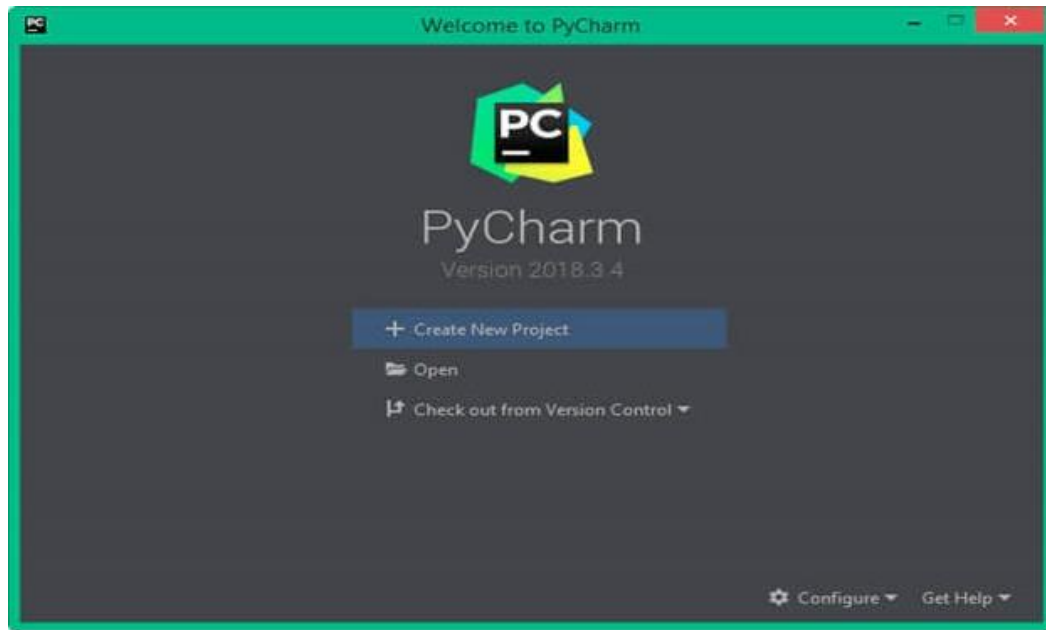 PC
Welcome to PyCharm
PC
PyCharm
Version 2018.3.4
Create New Project
Open
Check out from Version Control
Configure
Get Help